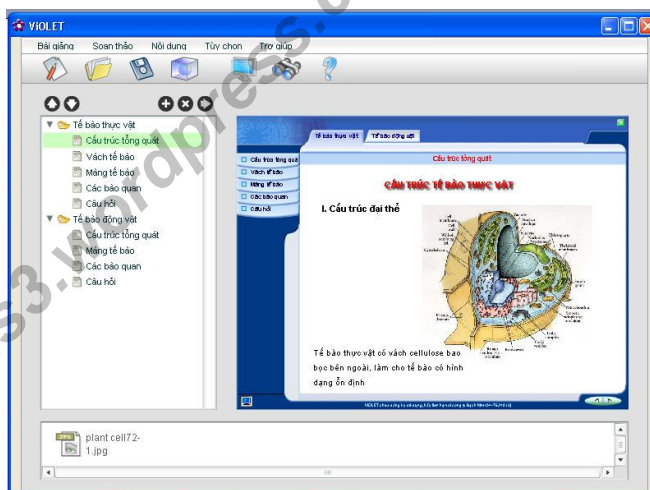 ViOLET
Bài giảng Soạn thảo Nội dung Tùy chọn Trợ giúp
Tế bào thực vật
Cấu trúc tổng quát
Vách tế bào
Màng tế bào
Các bào quan
Câu hỏi
Tế bào động vật
Cấu trúc tổng quát
Màng tế bào
Các bào quan
Câu hỏi
Tế bào thực vật Tế bào động vật
Cấu trúc tổng quá
Vách tế bào
Màng tế bào
Các bào quan
Câu hỏi
Cấu trúc tổng quát
CẤU TRÚC TẾ BÀO THỰC VẬT
I. Cấu trúc đại thể
Tế bào thực vật có vách cellulose bao
bọc bên ngoài, làm cho tế bào có hình
dạng ổn định
plant cell72-
1.jpg
s3.wordpress.co